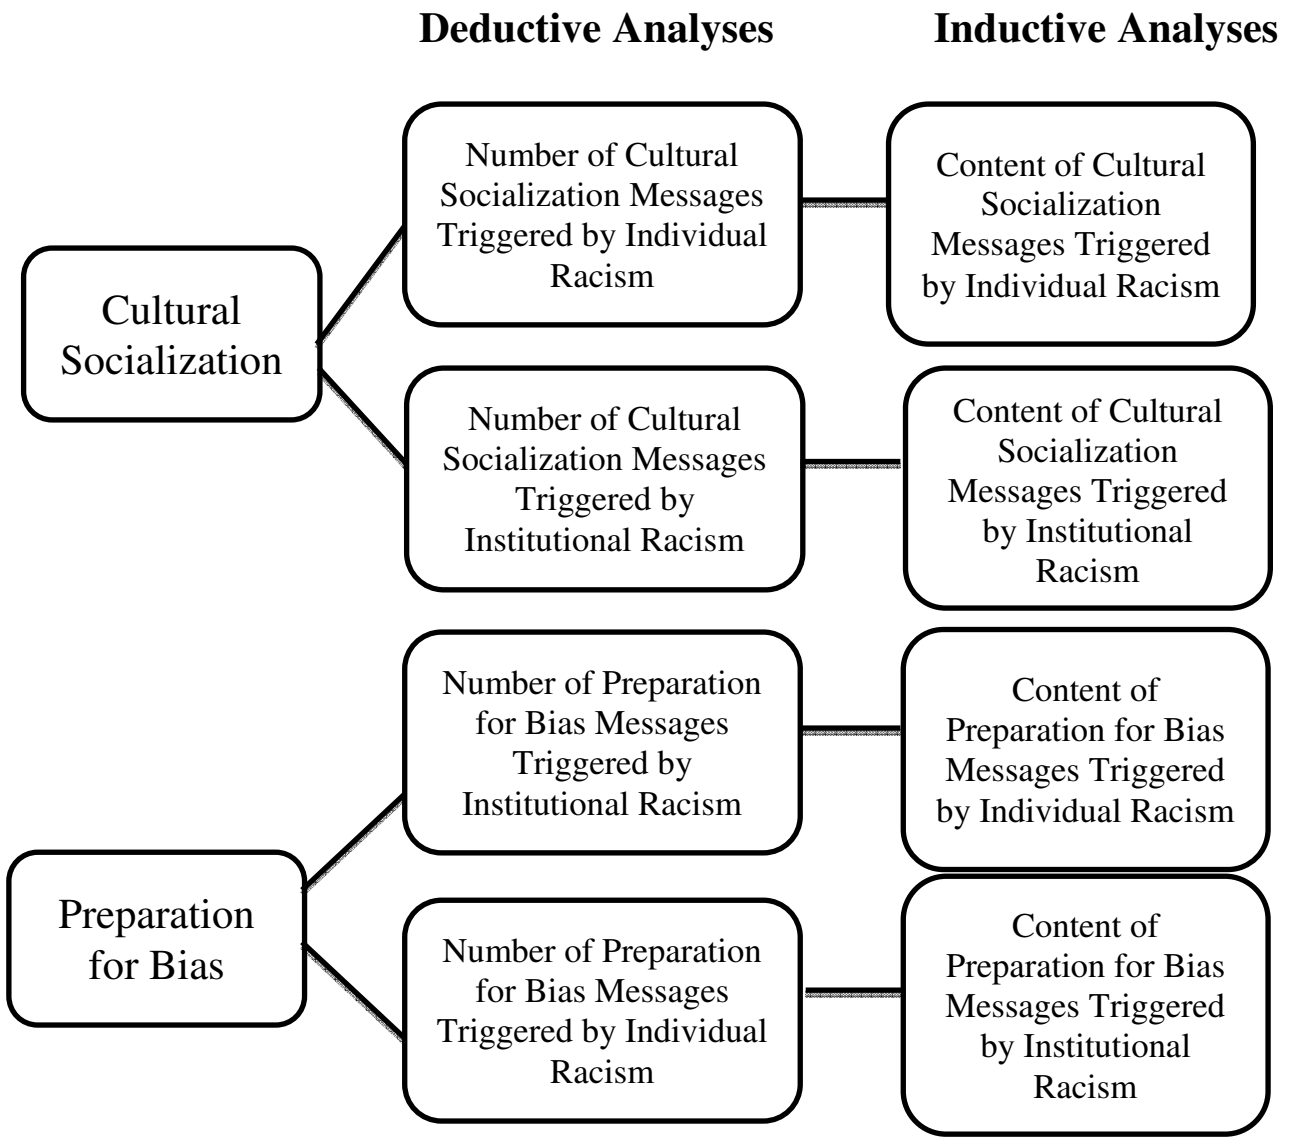 Deductive Analyses
Inductive Analyses
Cultural
Socialization
Number of Cultural
Socialization Messages
Triggered by Individual
Racism
Content of Cultural
Socialization
Messages Triggered
by Individual Racism
Number of Cultural
Socialization Messages
Triggered by
Institutional Racism
Content of Cultural
Socialization
Messages Triggered
by Institutional
Racism
Preparation
for Bias
Number of Preparation
for Bias Messages
Triggered by
Institutional Racism
Content of
Preparation for Bias
Messages Triggered
by Individual Racism
Number of Preparation
for Bias Messages
Triggered by Individual
Racism
Content of
Preparation for Bias
Messages Triggered
by Institutional
Racism